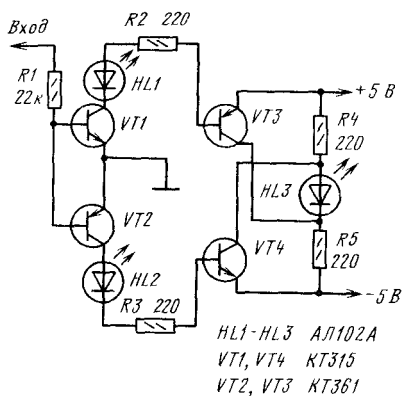 Вход
R1
22к
HL1
VT1
R2 220
VT2
HL2
R3 220
VT3
VT4
+5 В
R4
220
HL3
R5
220
−5 В
HL1-HL3 АЛ102А
VT1, VT4 КТ315
VT2, VT3 КТ361